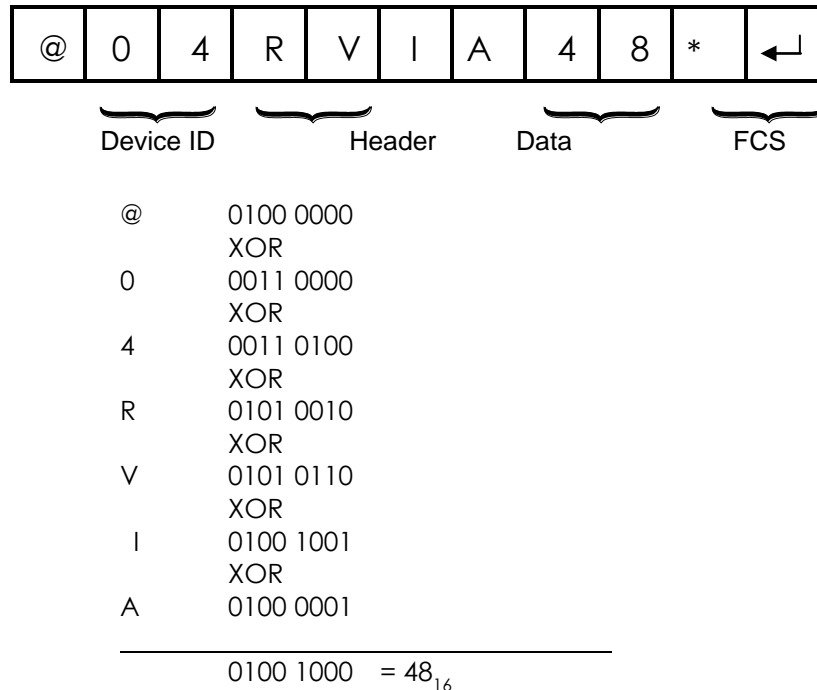 @ 0 4 R V I A 4 8 * ↵
Device ID Header Data FCS
@ 0100 0000
XOR
0 0011 0000
XOR
4 0011 0100
XOR
R 0101 0010
XOR
V 0101 0110
XOR
I 0100 1001
XOR
A 0100 0001
0100 1000 = 48₁₆